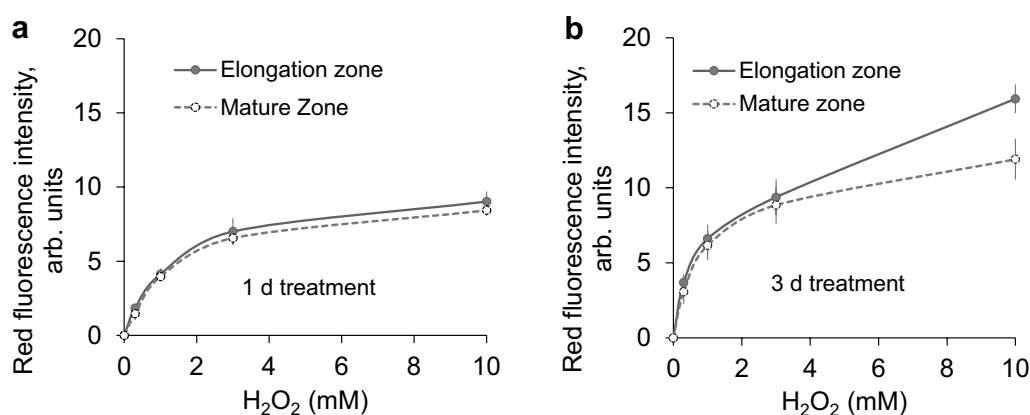 a
Red fluorescence intensity,
arb. units
20
15
10
5
0
Elongation zone
Mature Zone
1 d treatment
0 2 4 6 8 10
H₂O₂ (mM)
b
Red fluorescence intensity,
arb. units
20
15
10
5
0
Elongation zone
Mature zone
3 d treatment
0 2 4 6 8 10
H₂O₂ (mM)